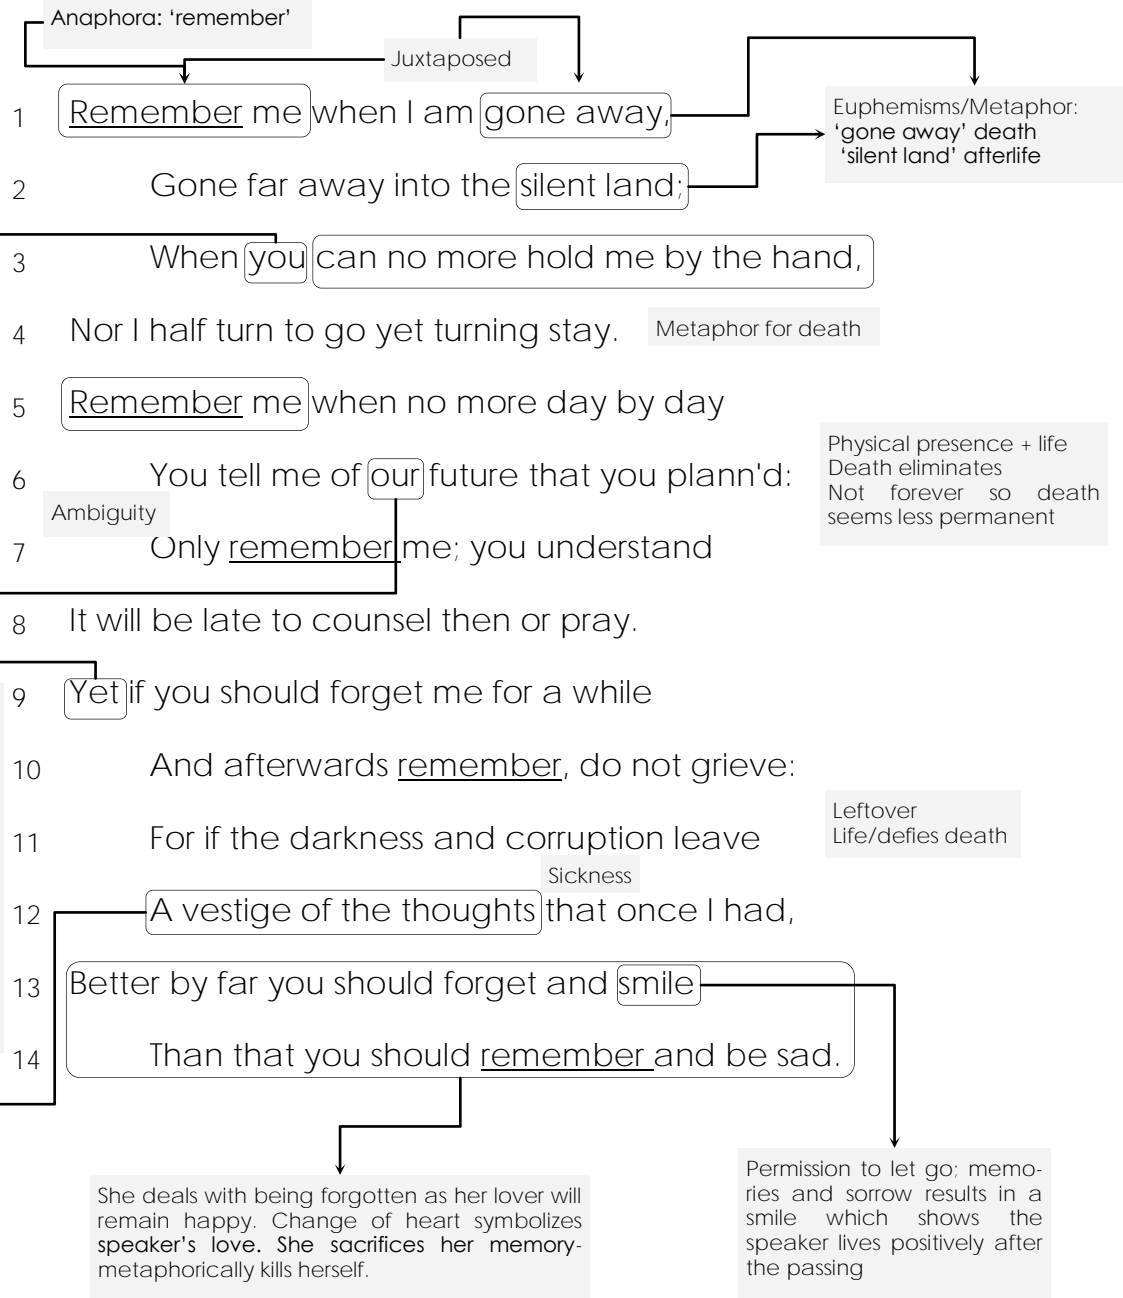 Anaphora: ‘remember’
Juxtaposed
1 Remember me when I am gone away,
Euphemisms/Metaphor:
‘gone away’ death
‘silent land’ afterlife
2 Gone far away into the silent land;
3 When you can no more hold me by the hand,
4 Nor I half turn to go yet turning stay.
Metaphor for death
5 Remember me when no more day by day
6 You tell me of our future that you plann'd:
Physical presence + life
Death eliminates
Not forever so death
seems less permanent
Ambiguity
7 Only remember me; you understand
8 It will be late to counsel then or pray.
9 Yet if you should forget me for a while
10 And afterwards remember, do not grieve:
11 For if the darkness and corruption leave
Leftover
Life/defies death
Sickness
12 A vestige of the thoughts that once I had,
13 Better by far you should forget and smile
14 Than that you should remember and be sad.
She deals with being forgotten as her lover will
remain happy. Change of heart symbolizes
speaker’s love. She sacrifices her memory-
metaphorically kills herself.
Permission to let go; memo-
ries and sorrow results in a
smile which shows the
speaker lives positively after
the passing